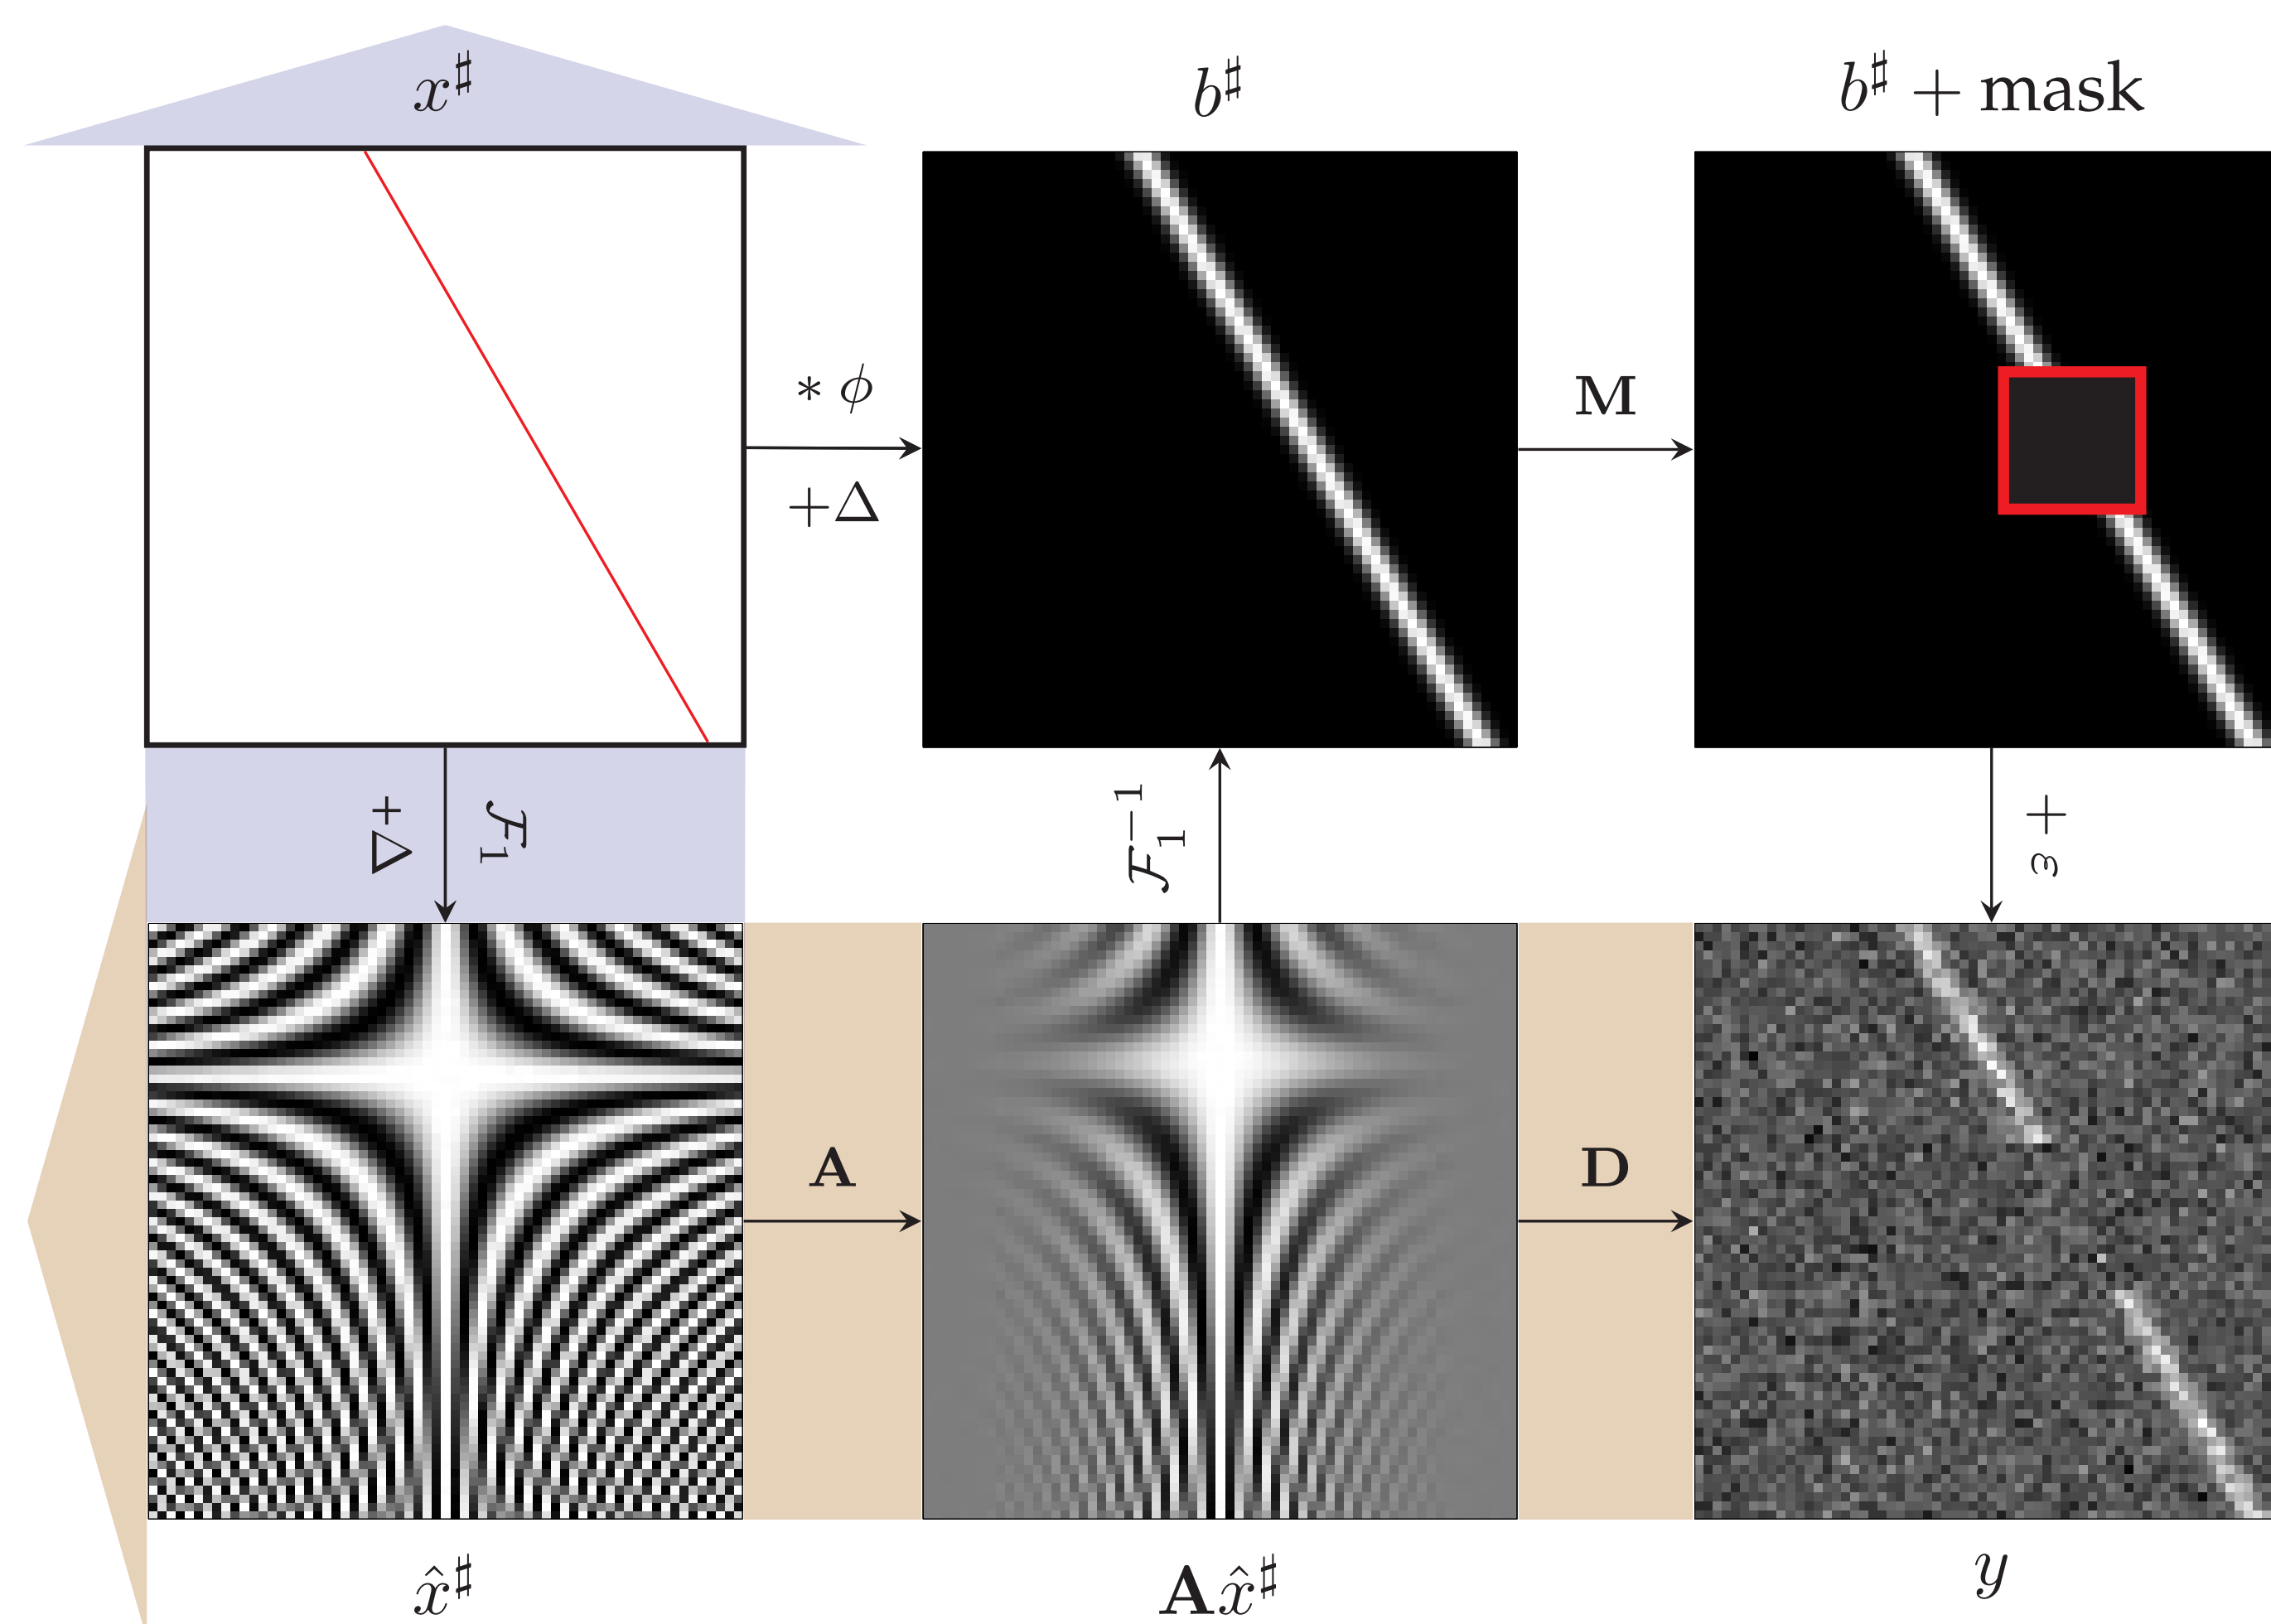 x^♯
b^♯
b^♯ + mask
∗ ϕ
+Δ
M
+Δ
ℱ₁
ℱ₁⁻¹
+ ε
A
D
x̂^♯
Ax̂^♯
y